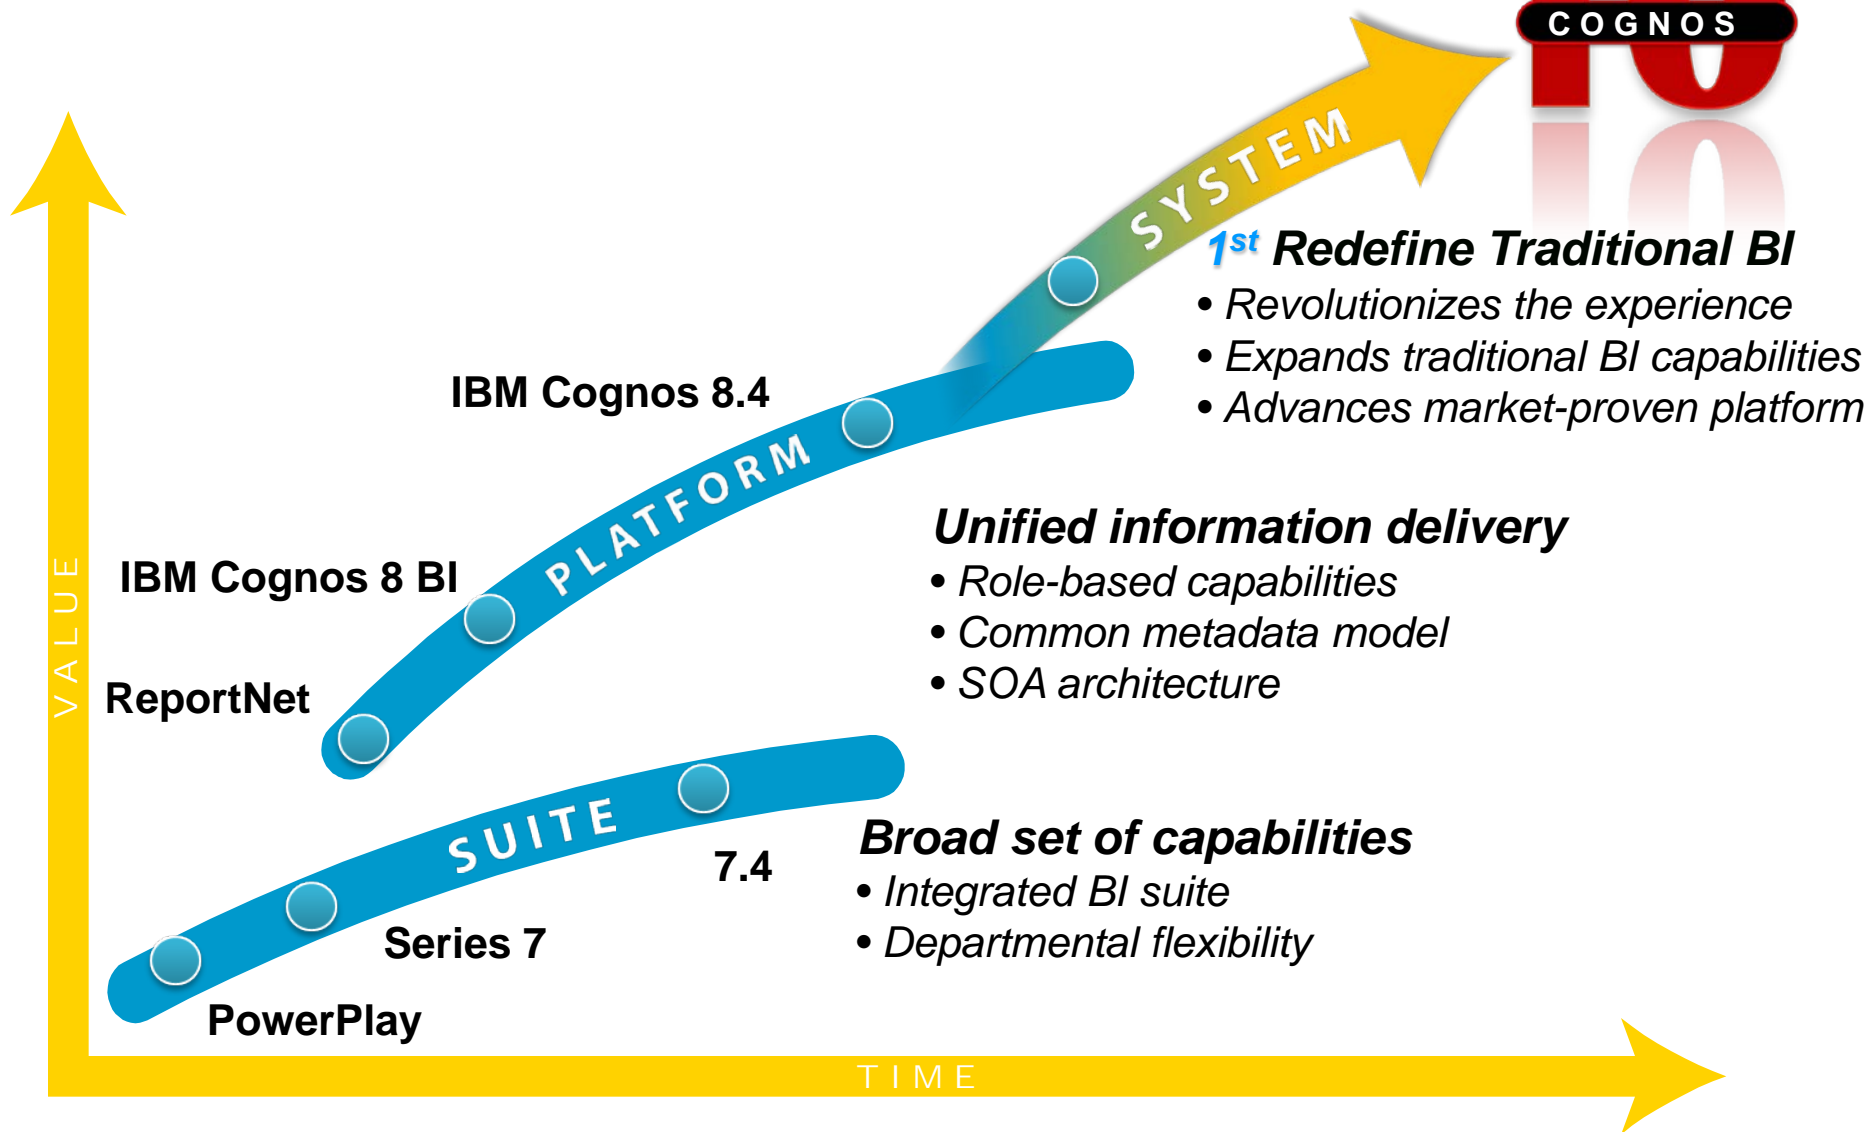 COGNOS
10
SYSTEM
1st Redefine Traditional BI
• Revolutionizes the experience
• Expands traditional BI capabilities
• Advances market-proven platform
IBM Cognos 8.4
PLATFORM
IBM Cognos 8 BI
ReportNet
Unified information delivery
• Role-based capabilities
• Common metadata model
• SOA architecture
VALUE
SUITE
7.4
Series 7
PowerPlay
Broad set of capabilities
• Integrated BI suite
• Departmental flexibility
TIME